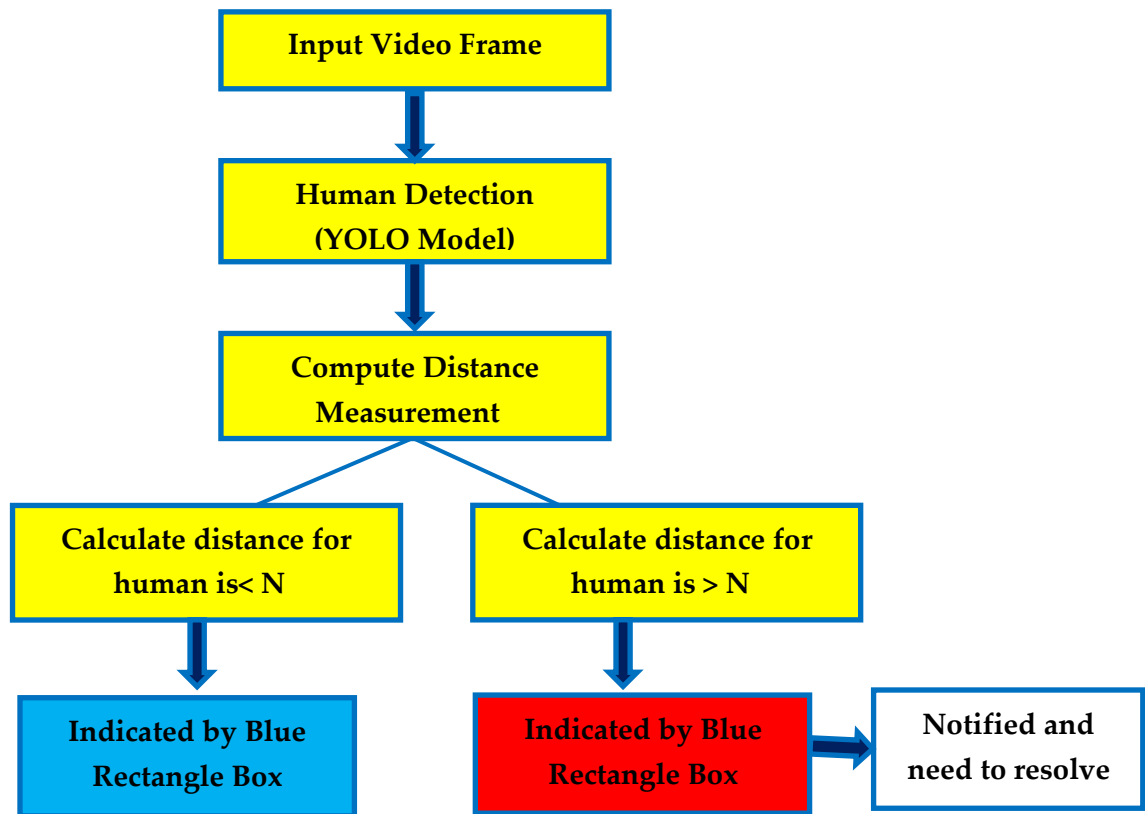 Input Video Frame
Human Detection
(YOLO Model)
Compute Distance
Measurement
Calculate distance for
human is< N
Calculate distance for
human is > N
Indicated by Blue
Rectangle Box
Indicated by Blue
Rectangle Box
Notified and
need to resolve